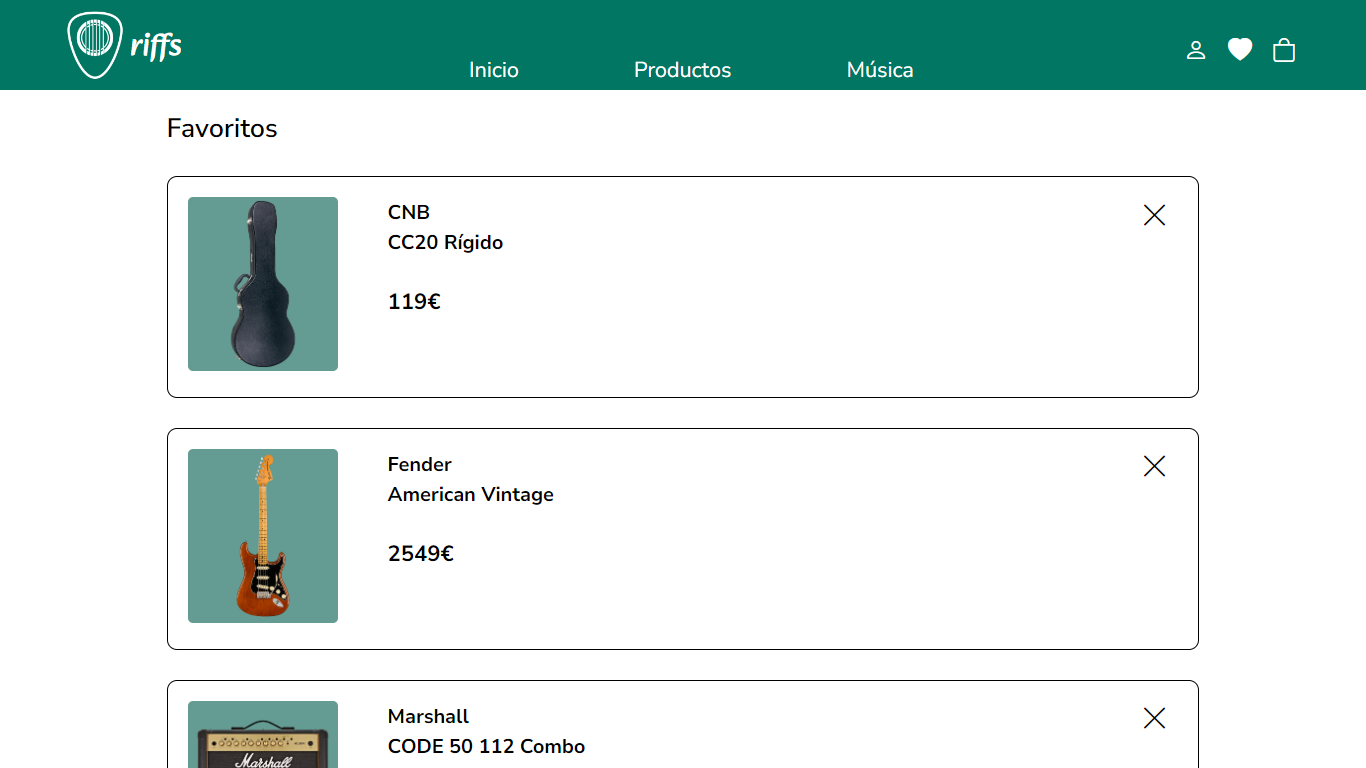 riffs
Inicio
Productos
Música
Favoritos
CNB
CC20 Rígido
119€
Fender
American Vintage
2549€
Marshall
CODE 50 112 Combo
Marshall